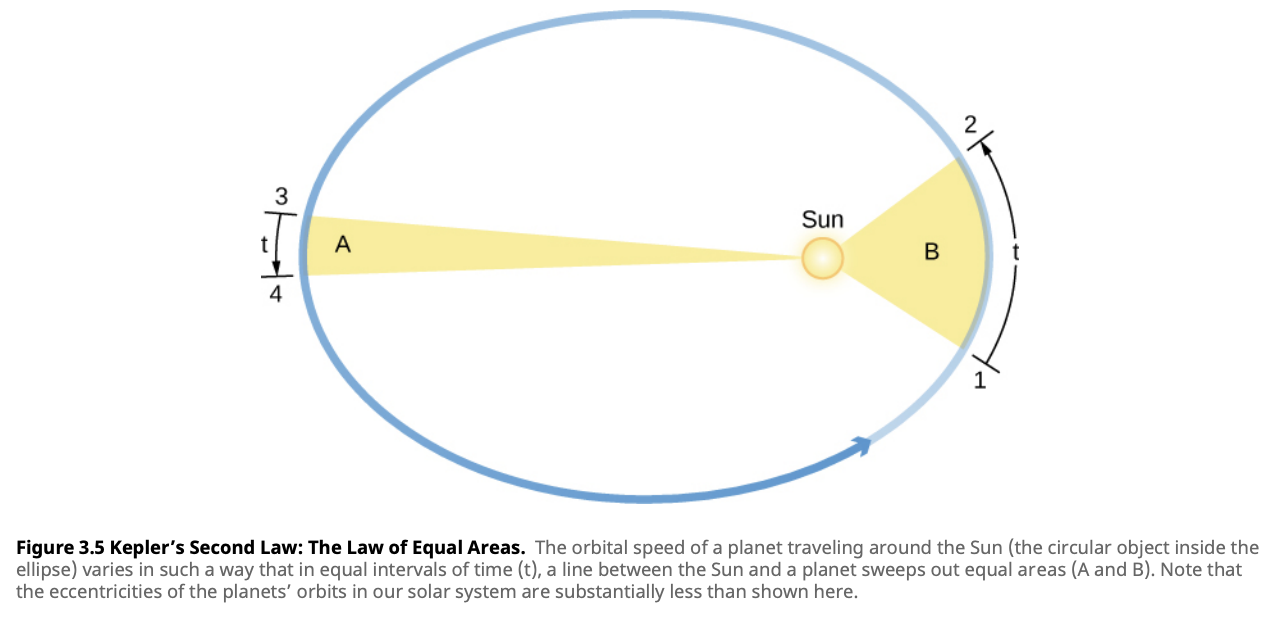 2
3
Sun
t
A
B
t
4
1
Figure 3.5 Kepler’s Second Law: The Law of Equal Areas. The orbital speed of a planet traveling around the Sun (the circular object inside the
ellipse) varies in such a way that in equal intervals of time (t), a line between the Sun and a planet sweeps out equal areas (A and B). Note that
the eccentricities of the planets’ orbits in our solar system are substantially less than shown here.